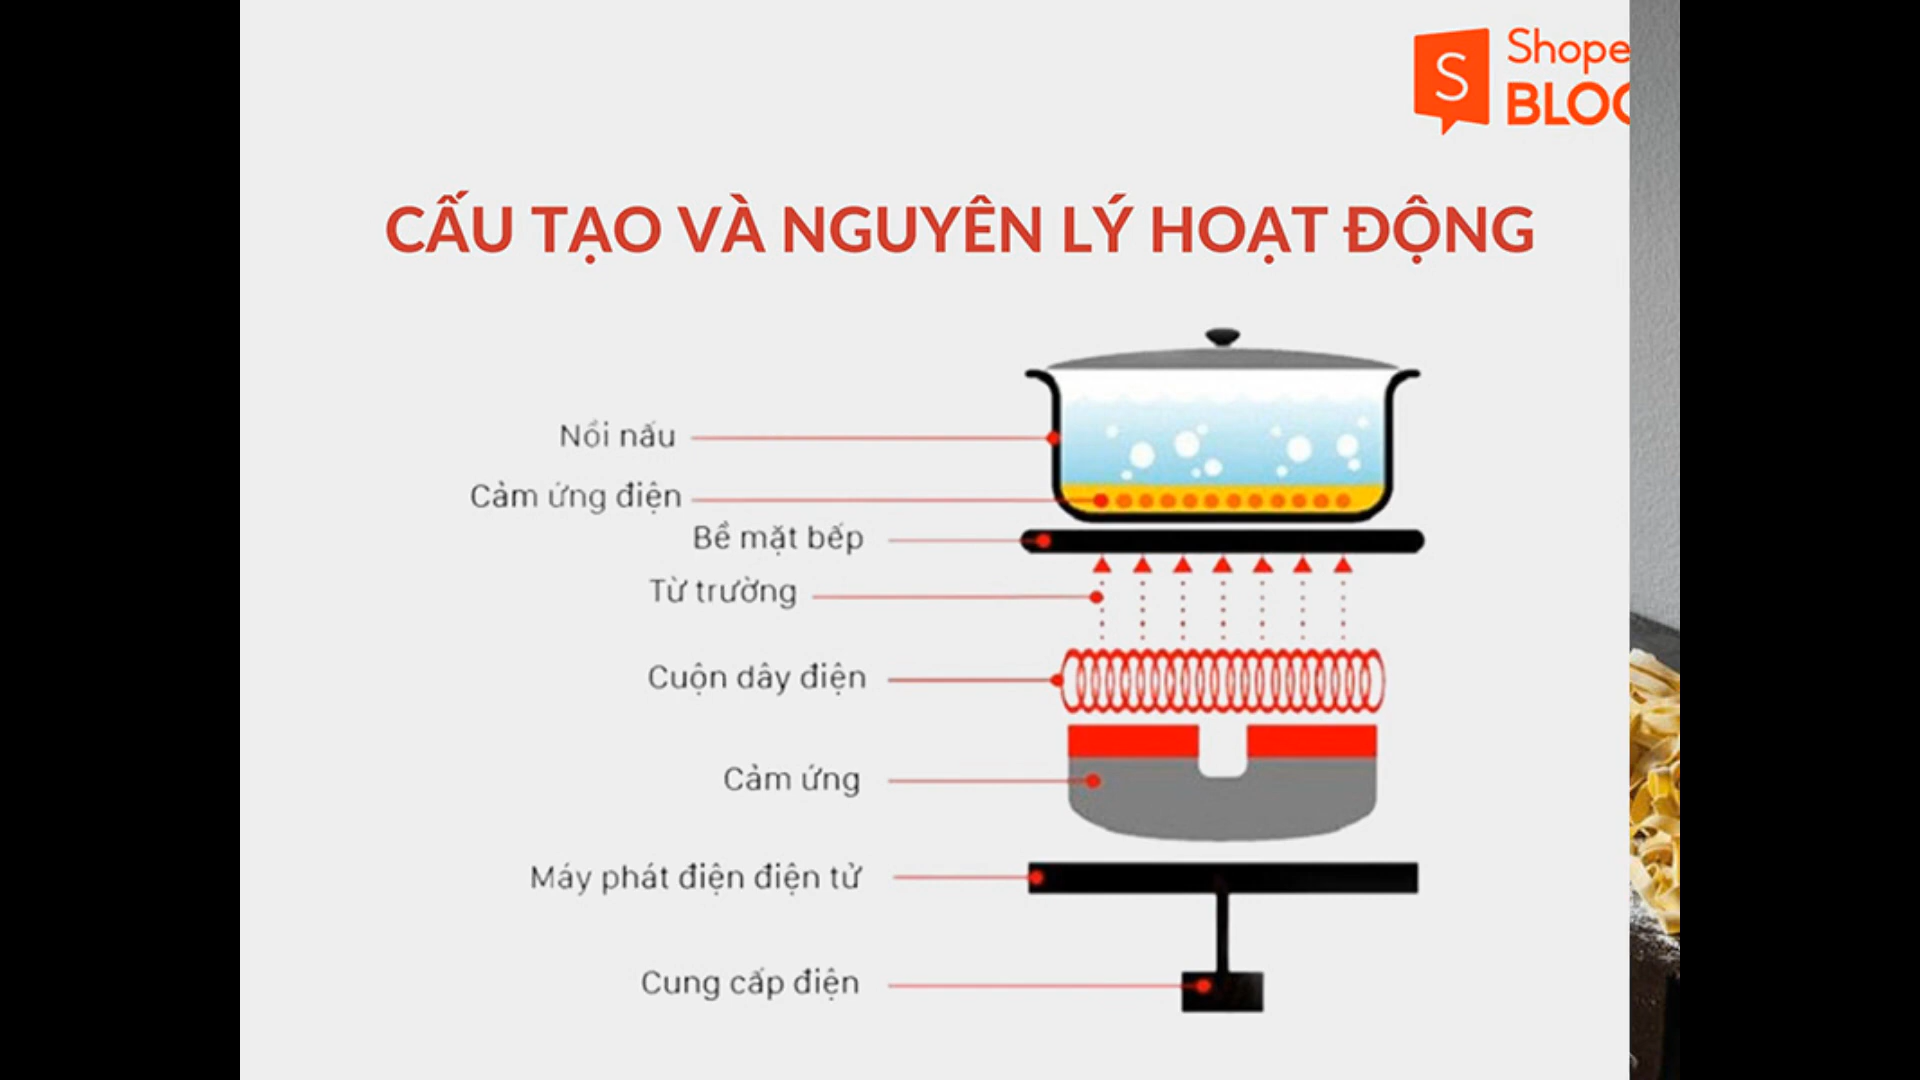 Shope
BLOG
CẤU TẠO VÀ NGUYÊN LÝ HOẠT ĐỘNG
Nồi nấu
Cảm ứng điện
Bề mặt bếp
Từ trường
Cuộn dây điện
Cảm ứng
Máy phát điện điện tử
Cung cấp điện